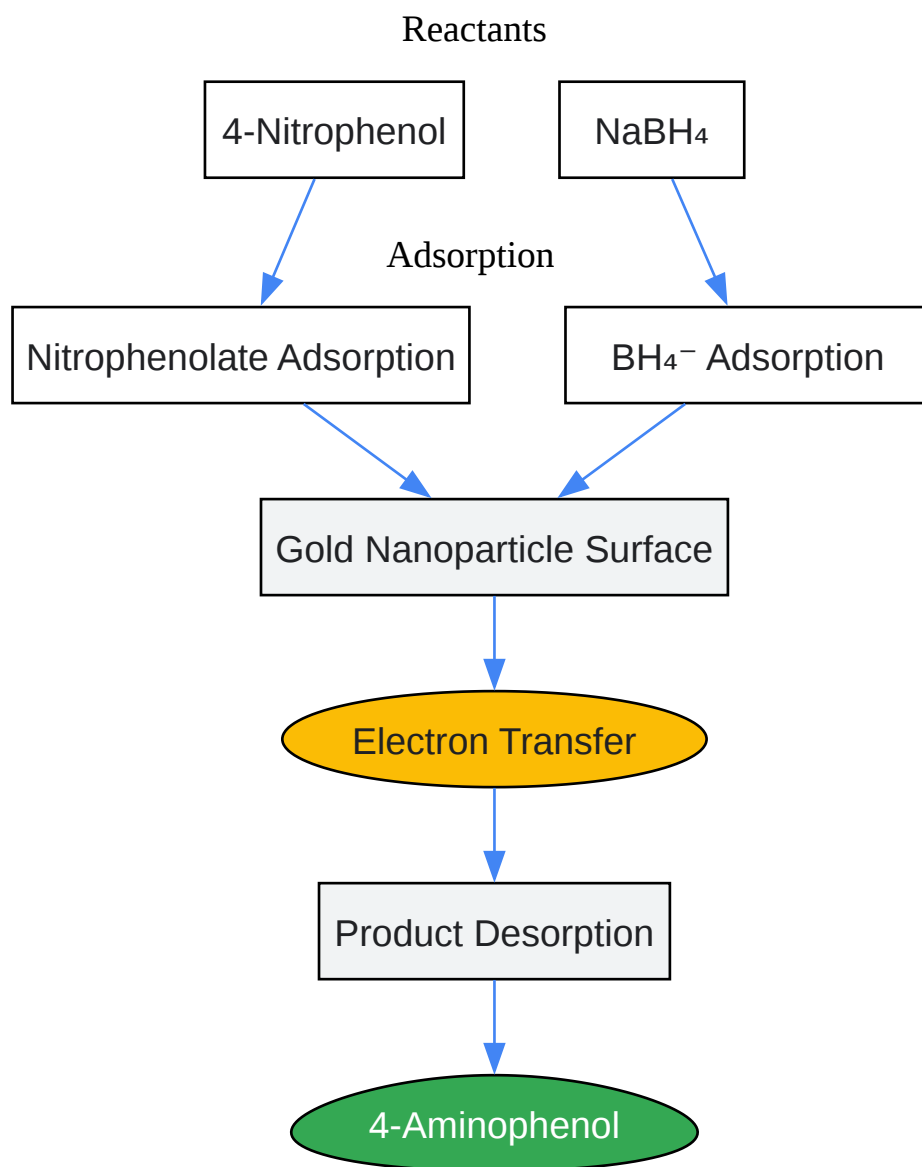 Reactants
4-Nitrophenol
NaBH₄
Adsorption
Nitrophenolate Adsorption
BH₄⁻ Adsorption
Gold Nanoparticle Surface
Electron Transfer
Product Desorption
4-Aminophenol